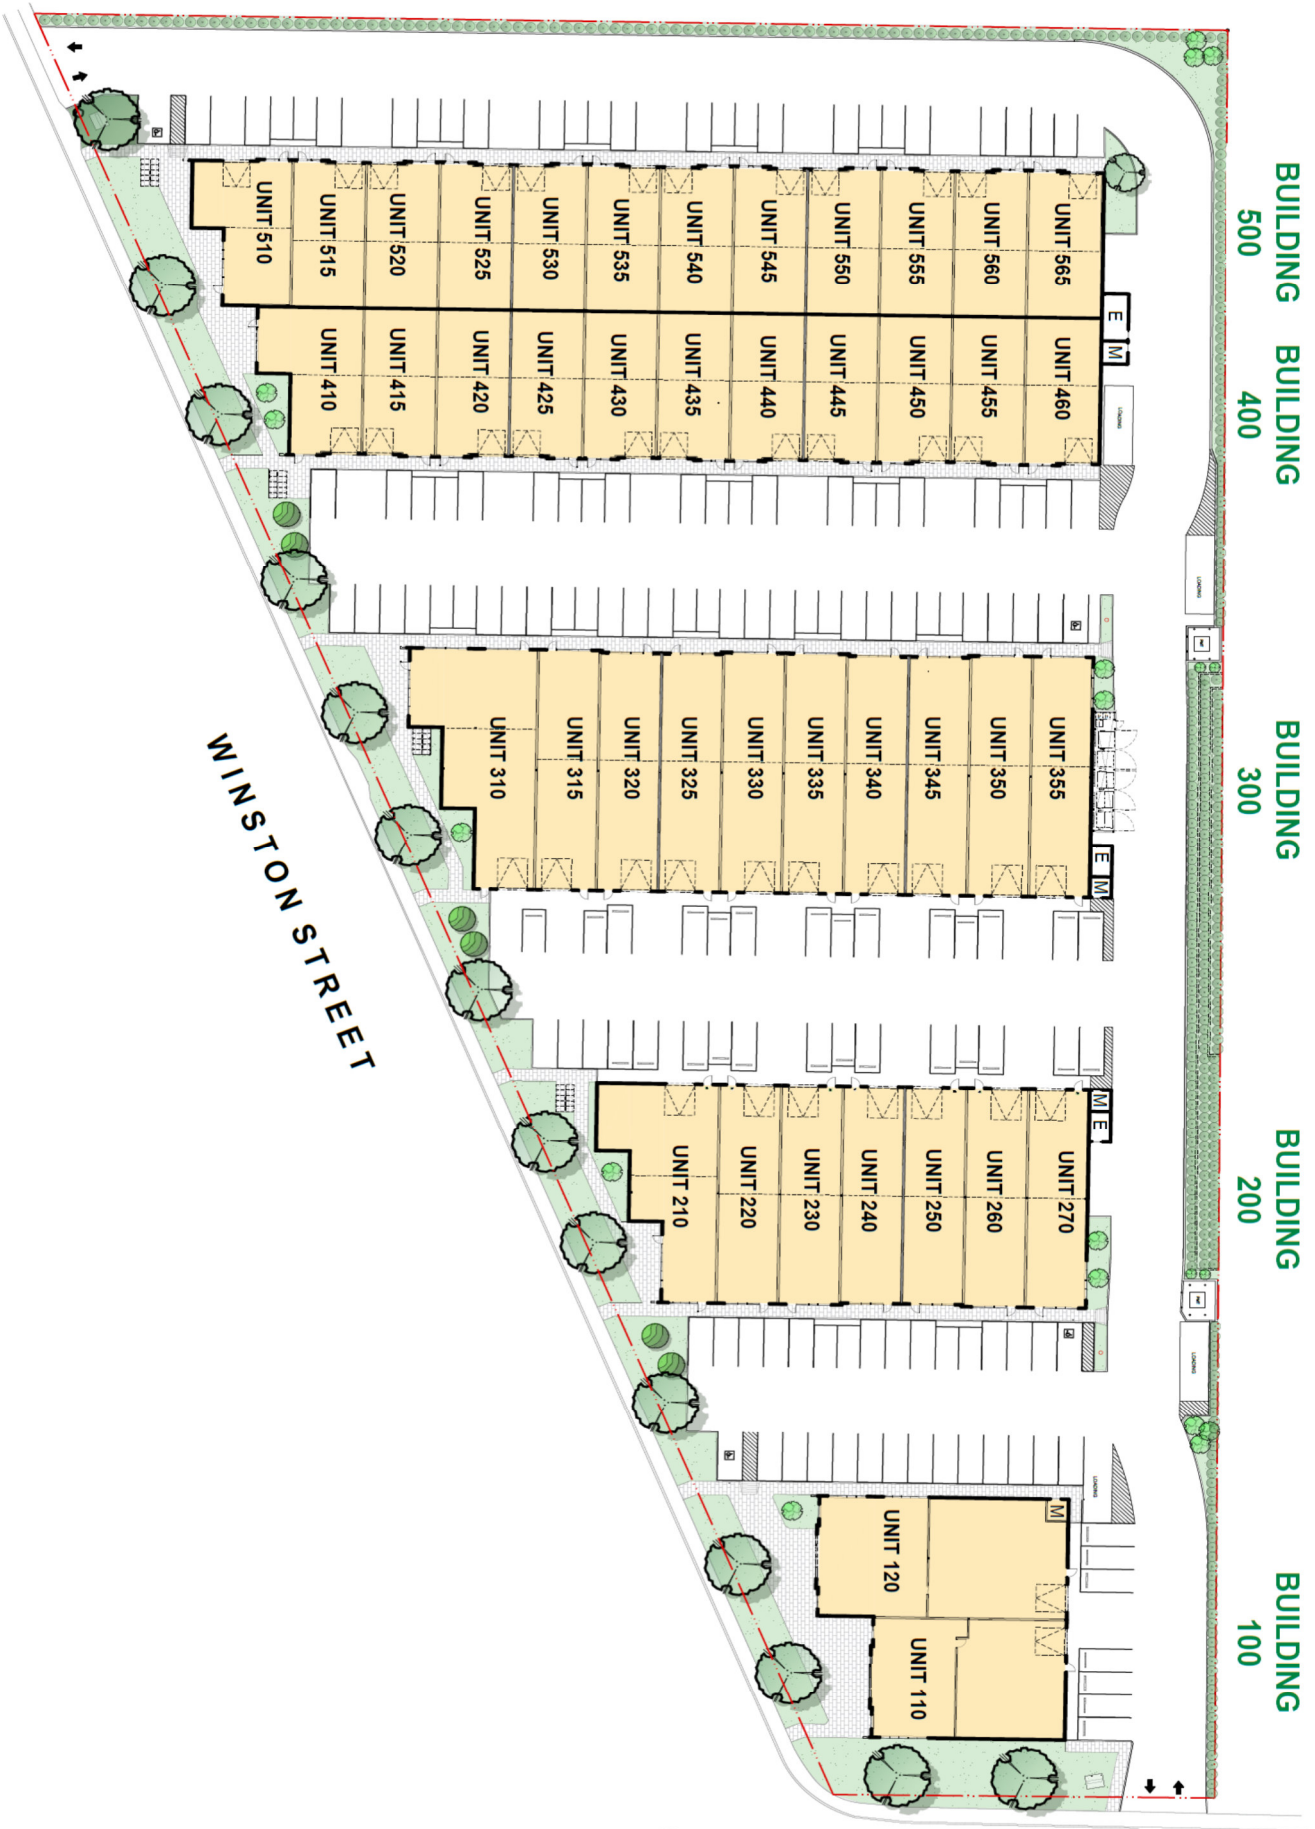 BUILDING
500
BUILDING
400
BUILDING
300
BUILDING
200
BUILDING
100
UNIT 510
UNIT 515
UNIT 520
UNIT 525
UNIT 530
UNIT 535
UNIT 540
UNIT 545
UNIT 550
UNIT 555
UNIT 560
UNIT 565
E
M
UNIT 410
UNIT 415
UNIT 420
UNIT 425
UNIT 430
UNIT 435
UNIT 440
UNIT 445
UNIT 450
UNIT 455
UNIT 460
LOADING
LOADING
UNIT 310
UNIT 315
UNIT 320
UNIT 325
UNIT 330
UNIT 335
UNIT 340
UNIT 345
UNIT 350
UNIT 355
E
M
WINSTON STREET
M
E
UNIT 210
UNIT 220
UNIT 230
UNIT 240
UNIT 250
UNIT 260
UNIT 270
LOADING
LOADING
M
UNIT 120
UNIT 110